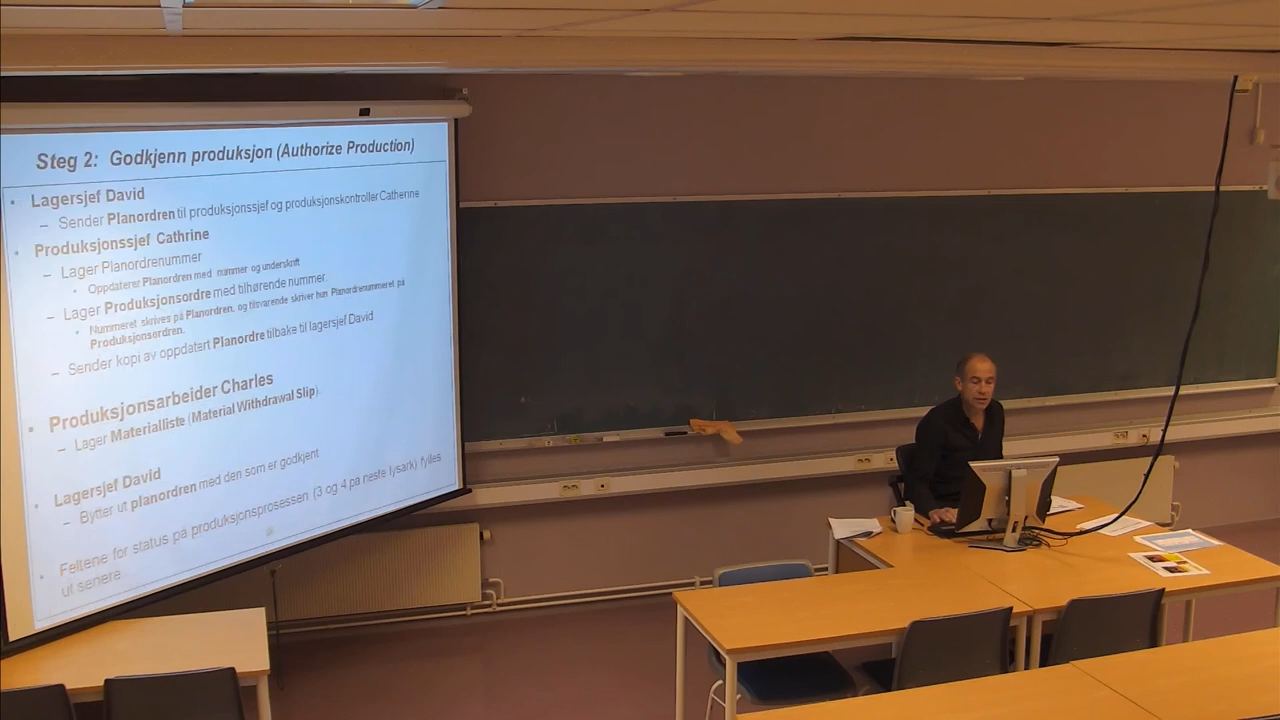 Steg 2: Godkjenn produksjon (Authorize Production)
• Lagersjef David
– Sender Planordren til produksjonssjef og produksjonskontroller Catherine
• Produksjonssjef Cathrine
– Lager Planordrenummer
• Oppdaterer Planordren med nummer og underskrift
– Lager Produksjonsordre med tilhørende nummer.
• Nummeret skrives på Planordren, og tilsvarende skriver hun Planordrenummeret på
Produksjonsordren.
– Sender kopi av oppdatert Planordre tilbake til lagersjef David
• Produksjonsarbeider Charles
– Lager Materialliste (Material Withdrawal Slip).
• Lagersjef David
– Bytter ut planordren med den som er godkjent
• Feltene for status på produksjonsprosessen (3 og 4 på neste lysark) fylles
ut senere